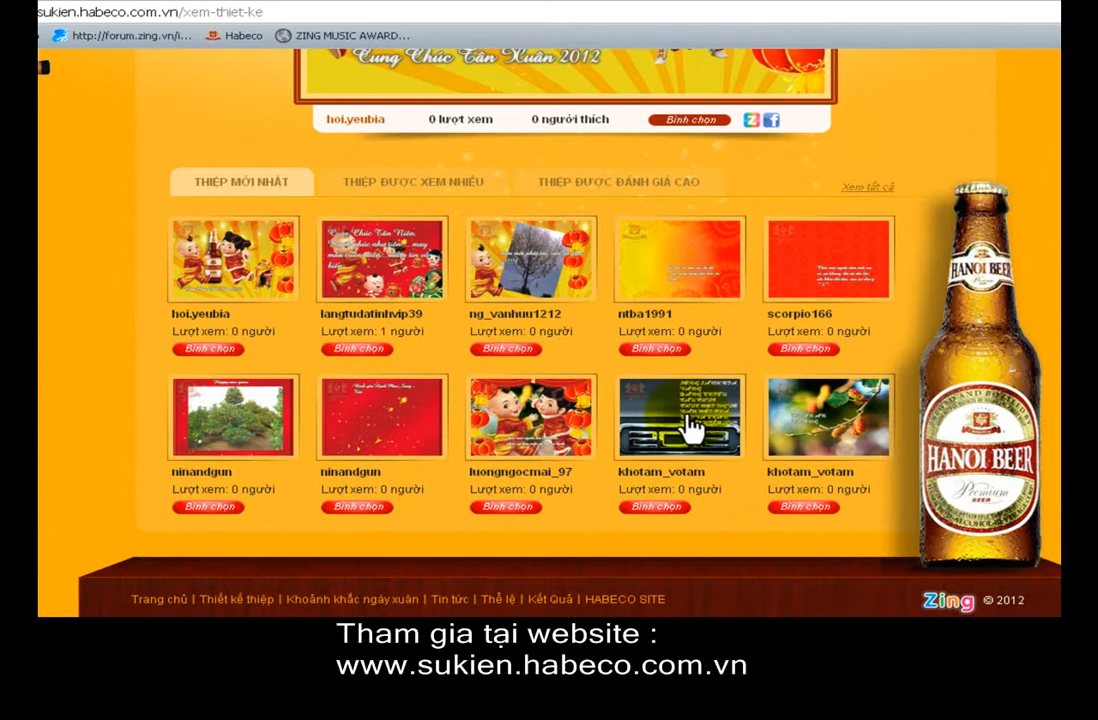 sukien.habeco.com.vn/xem-thiet-ke
http://forum.zing.vn/i... Habeco ZING MUSIC AWARD...
Cung Chúc Tân Xuân 2012
hoi.yeubia 0 lượt xem 0 người thích Bình chọn
THIỆP MỚI NHẤT THIỆP ĐƯỢC XEM NHIỀU THIỆP ĐƯỢC ĐÁNH GIÁ CAO Xem tất cả
hoi.yeubia langtudatinhvip39 ng_vanhuu1212 ntba1991 scorpio166
Lượt xem: 0 người Lượt xem: 1 người Lượt xem: 0 người Lượt xem: 0 người Lượt xem: 0 người
Bình chọn Bình chọn Bình chọn Bình chọn Bình chọn
ninandgun ninandgun luongngocmai_97 khotam_votam khotam_votam
Lượt xem: 0 người Lượt xem: 0 người Lượt xem: 0 người Lượt xem: 0 người Lượt xem: 0 người
Bình chọn Bình chọn Bình chọn Bình chọn Bình chọn
HANOI BEER
HANOI BEER
Premium
BEER
Trang chủ | Thiết kế thiệp | Khoảnh khắc ngày xuân | Tin tức | Thể lệ | Kết Quả | HABECO SITE
Zing © 2012
Tham gia tại website :
www.sukien.habeco.com.vn